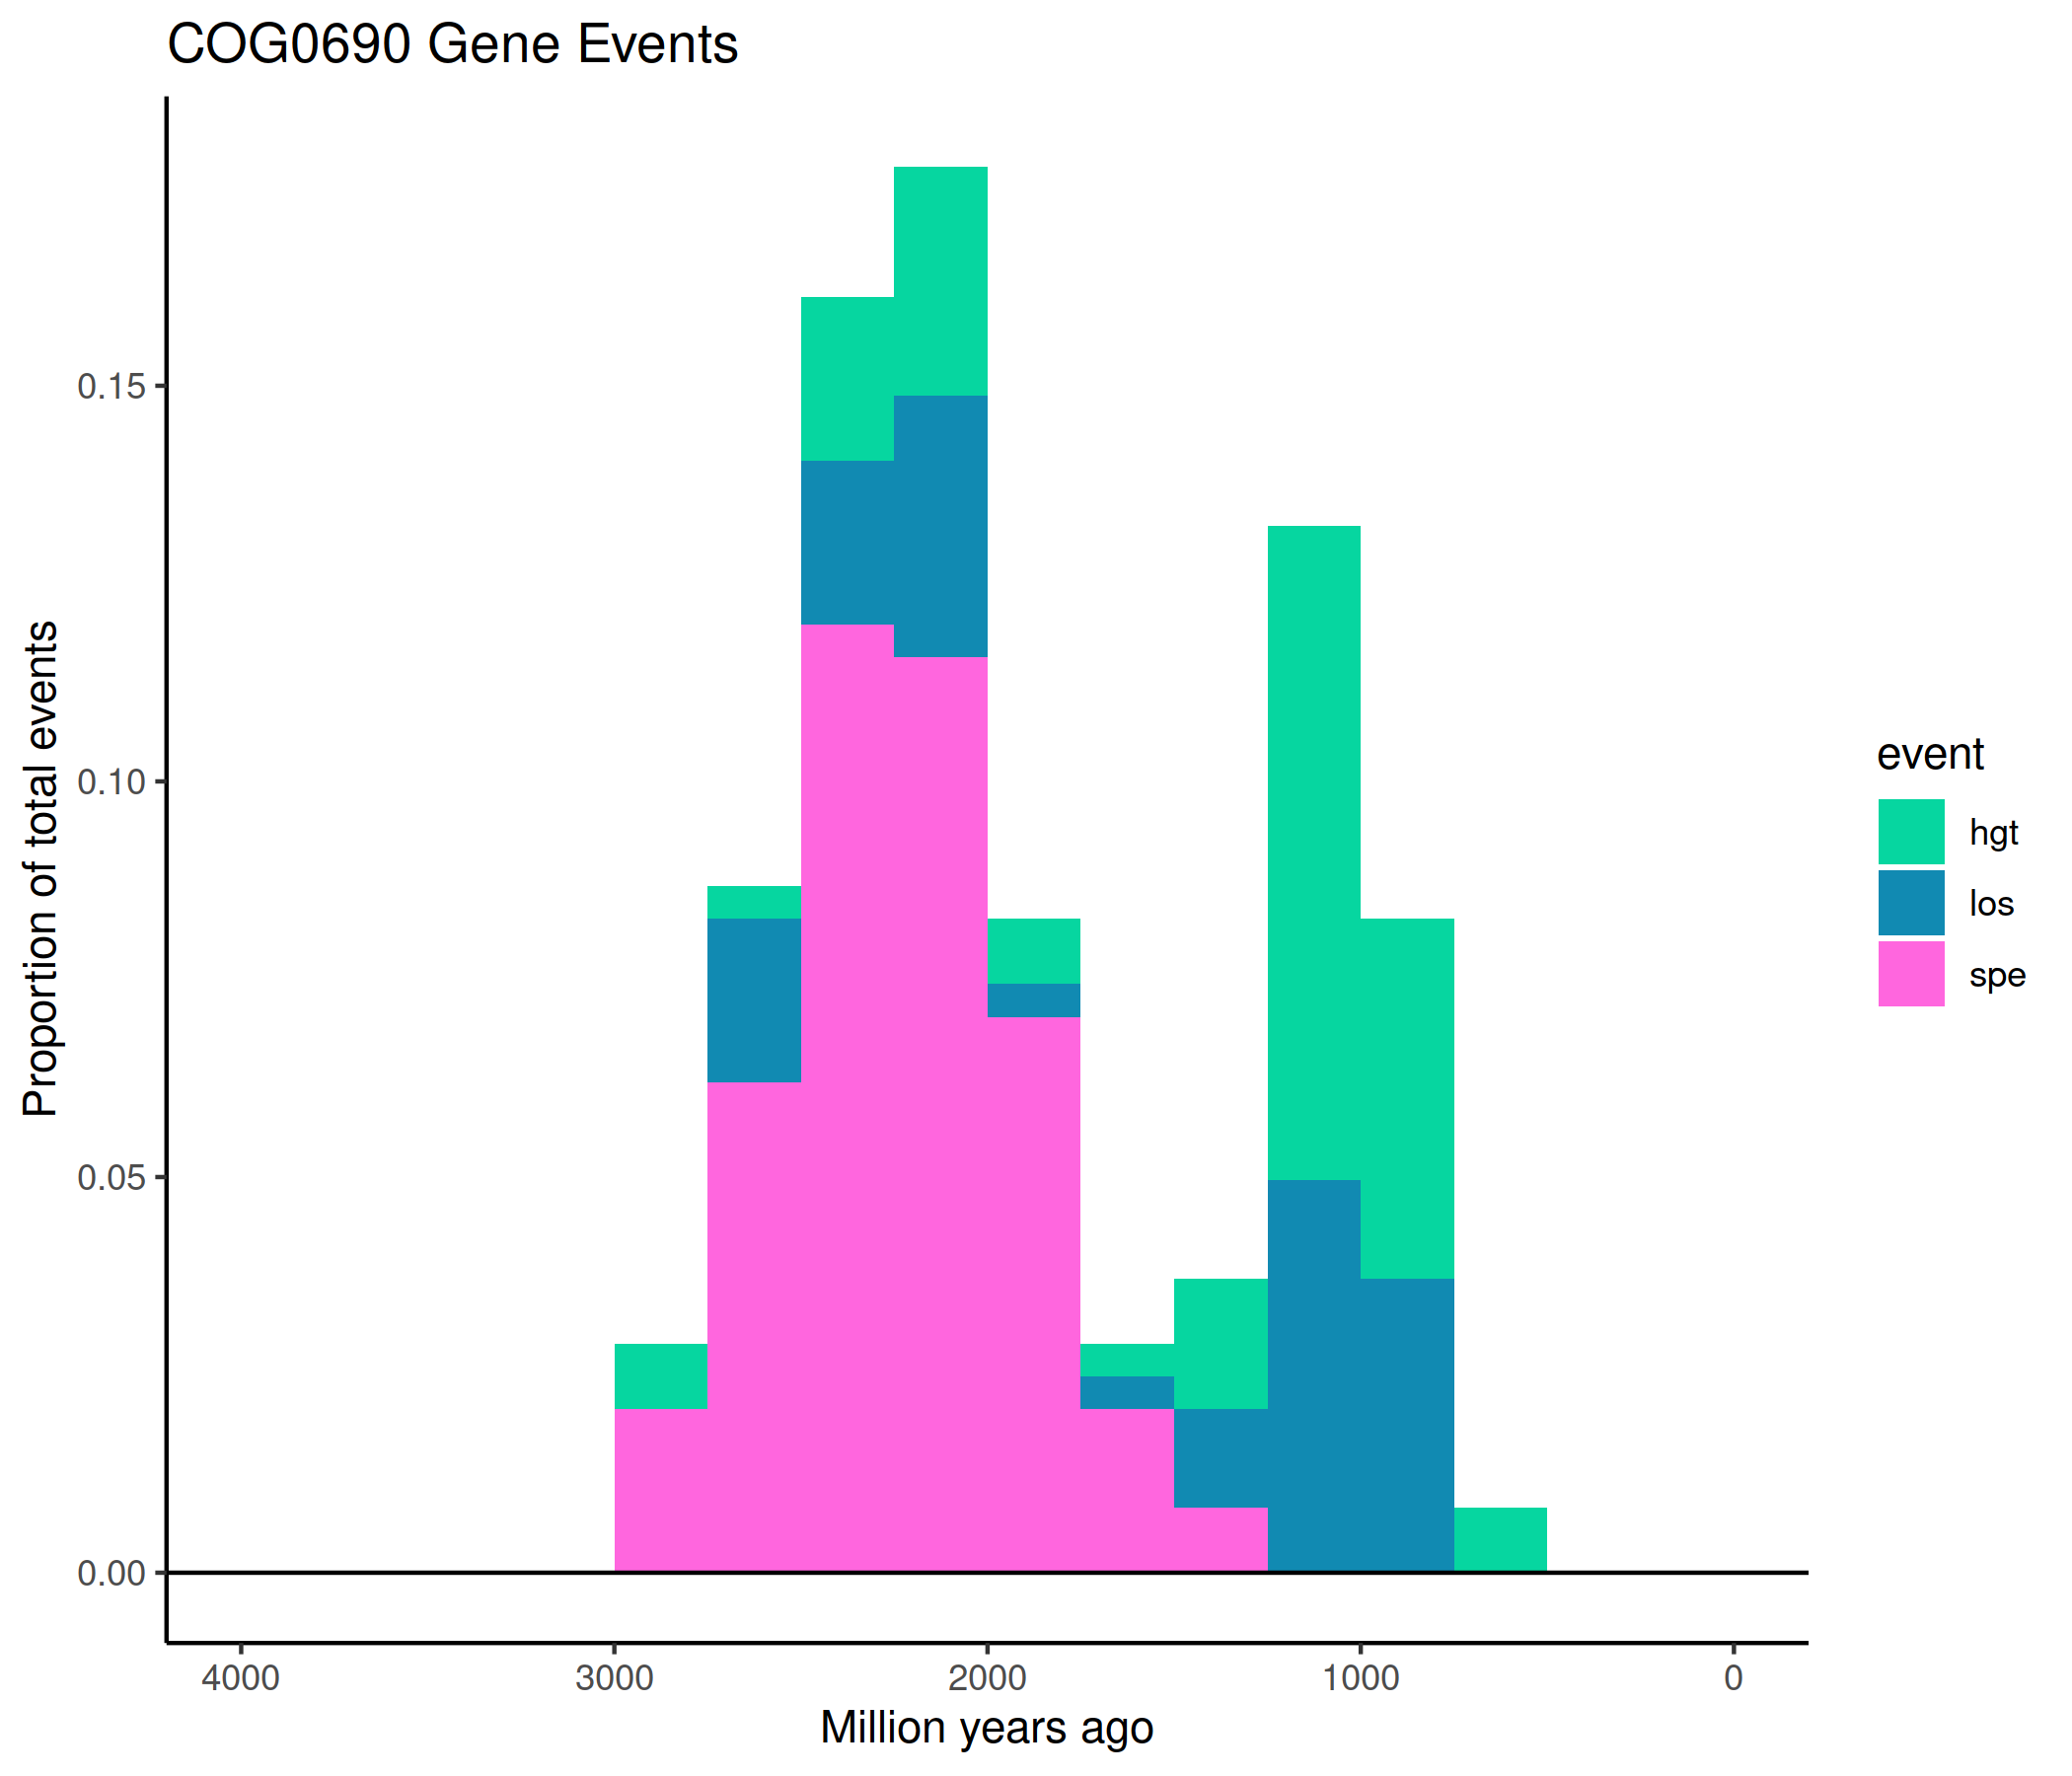 COG0690 Gene Events
Proportion of total events
0.15
0.10
0.05
0.00
4000 3000 2000 1000 0
Million years ago
event
hgt
los
spe